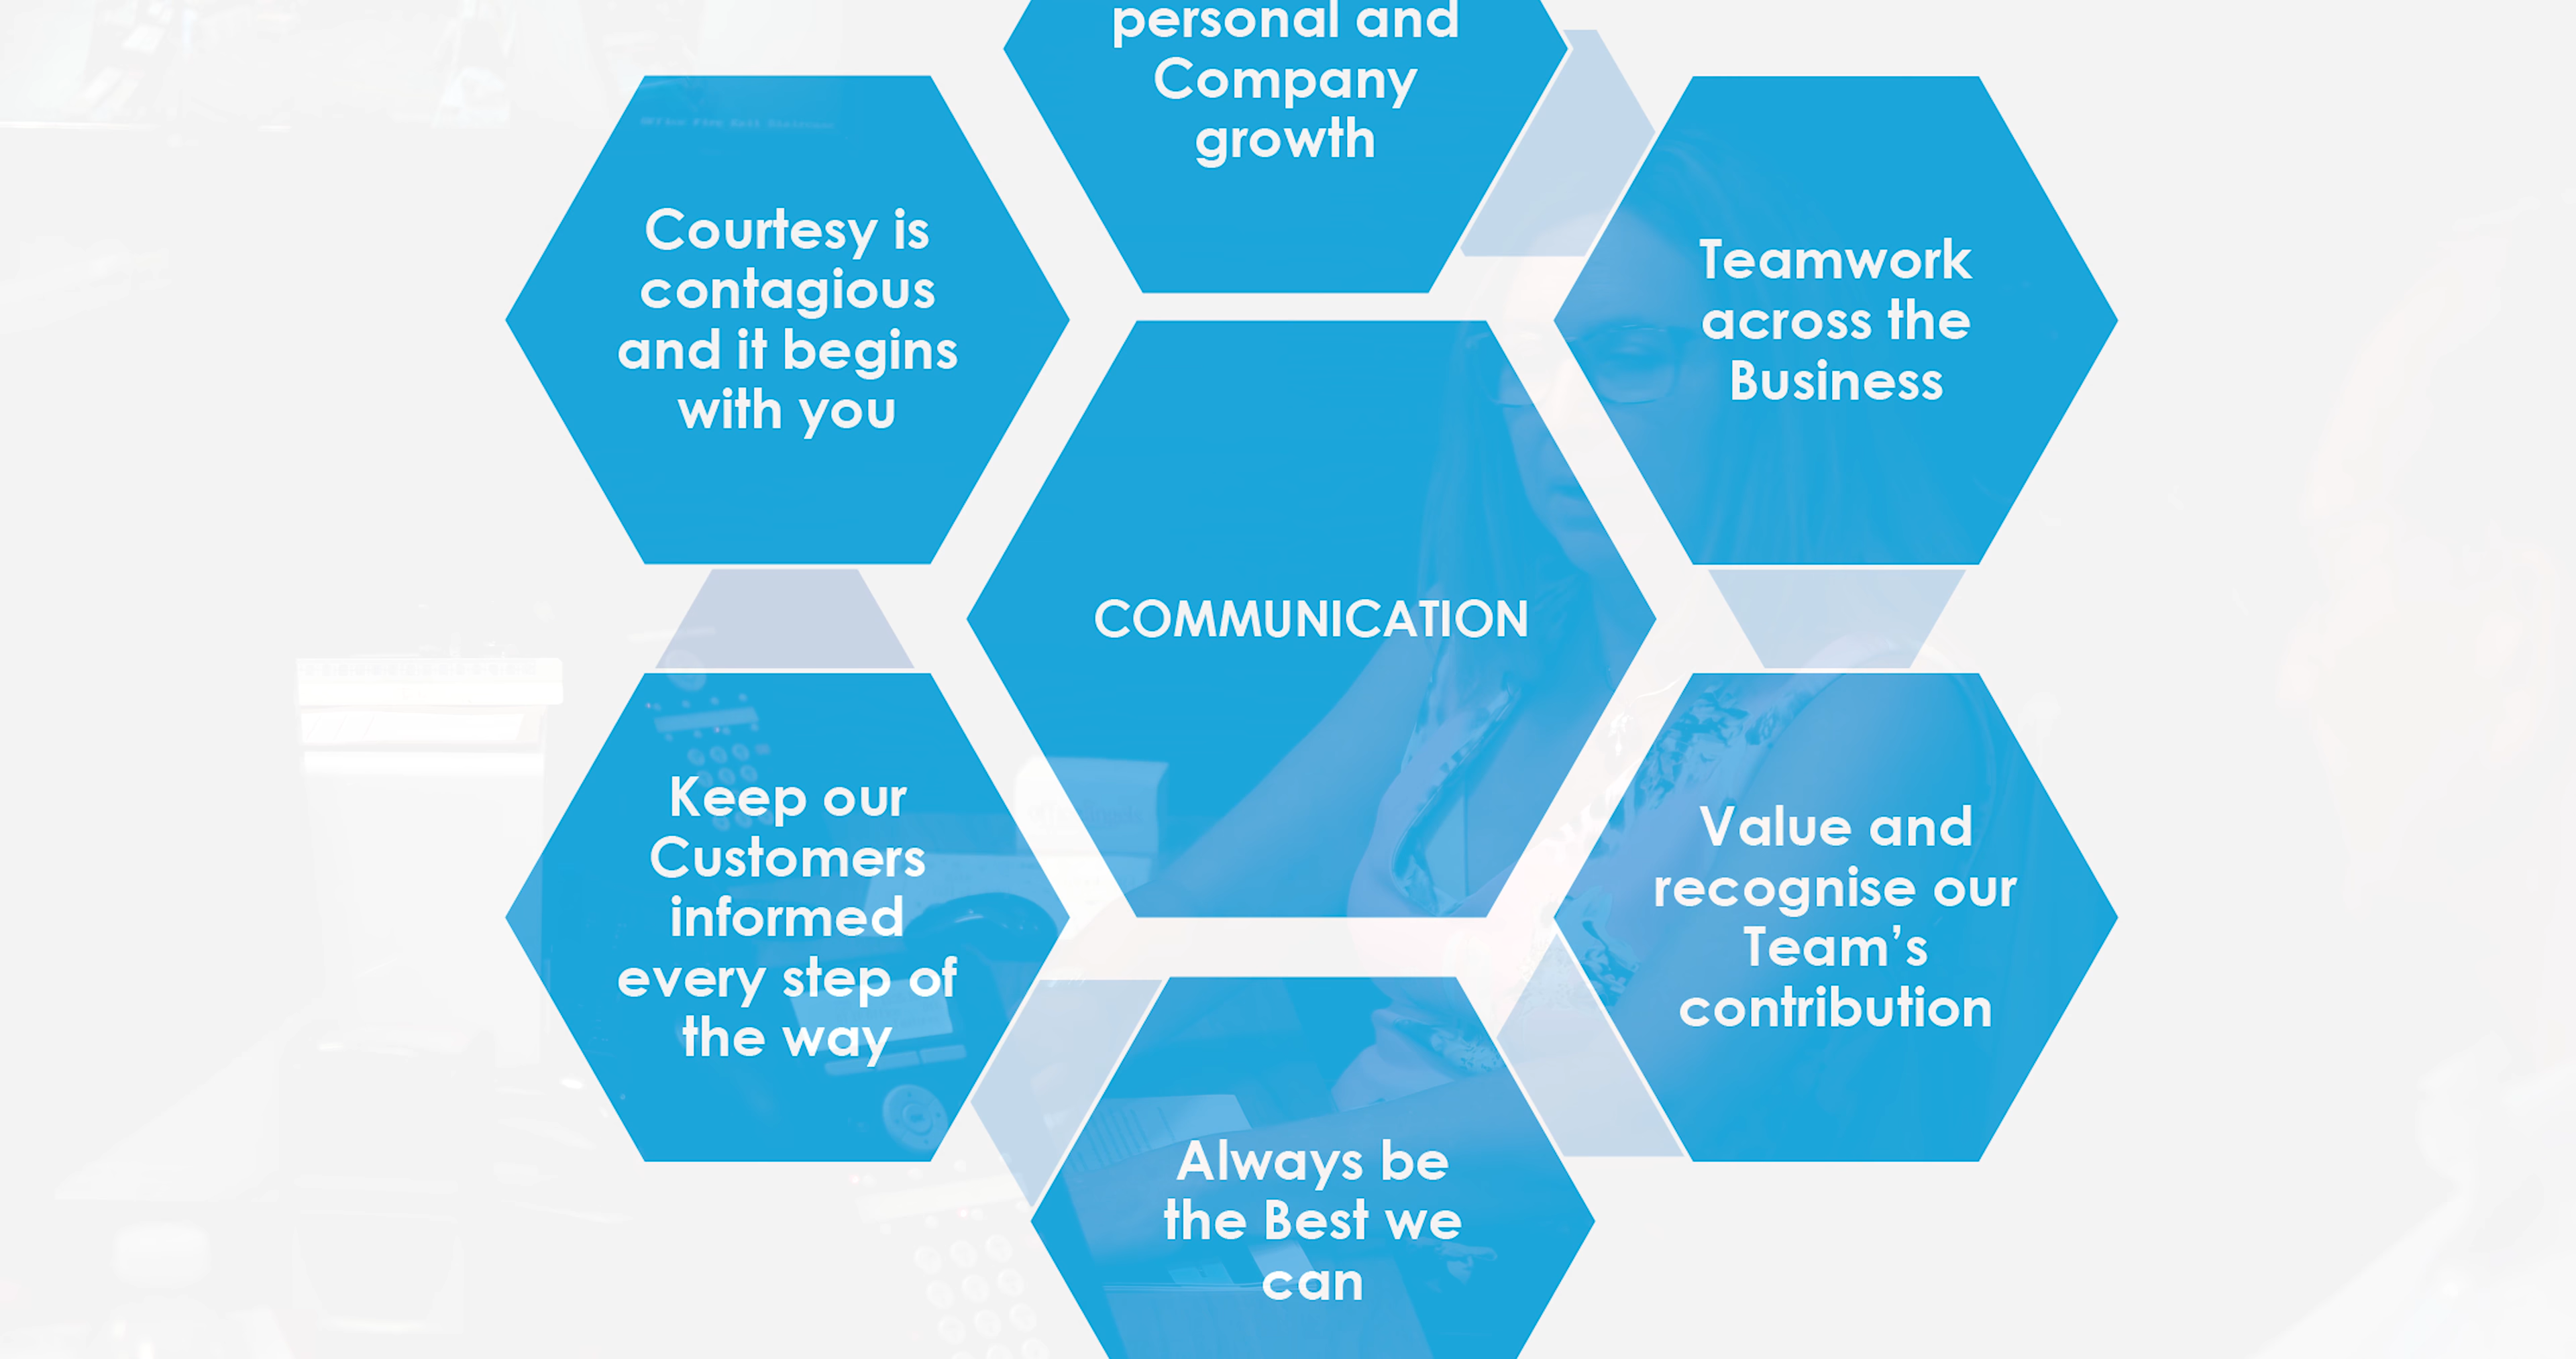 personal and
Company
growth
Courtesy is
contagious
and it begins
with you
Teamwork
across the
Business
COMMUNICATION
Keep our
Customers
informed
every step of
the way
Value and
recognise our
Team's
contribution
Always be
the Best we
can